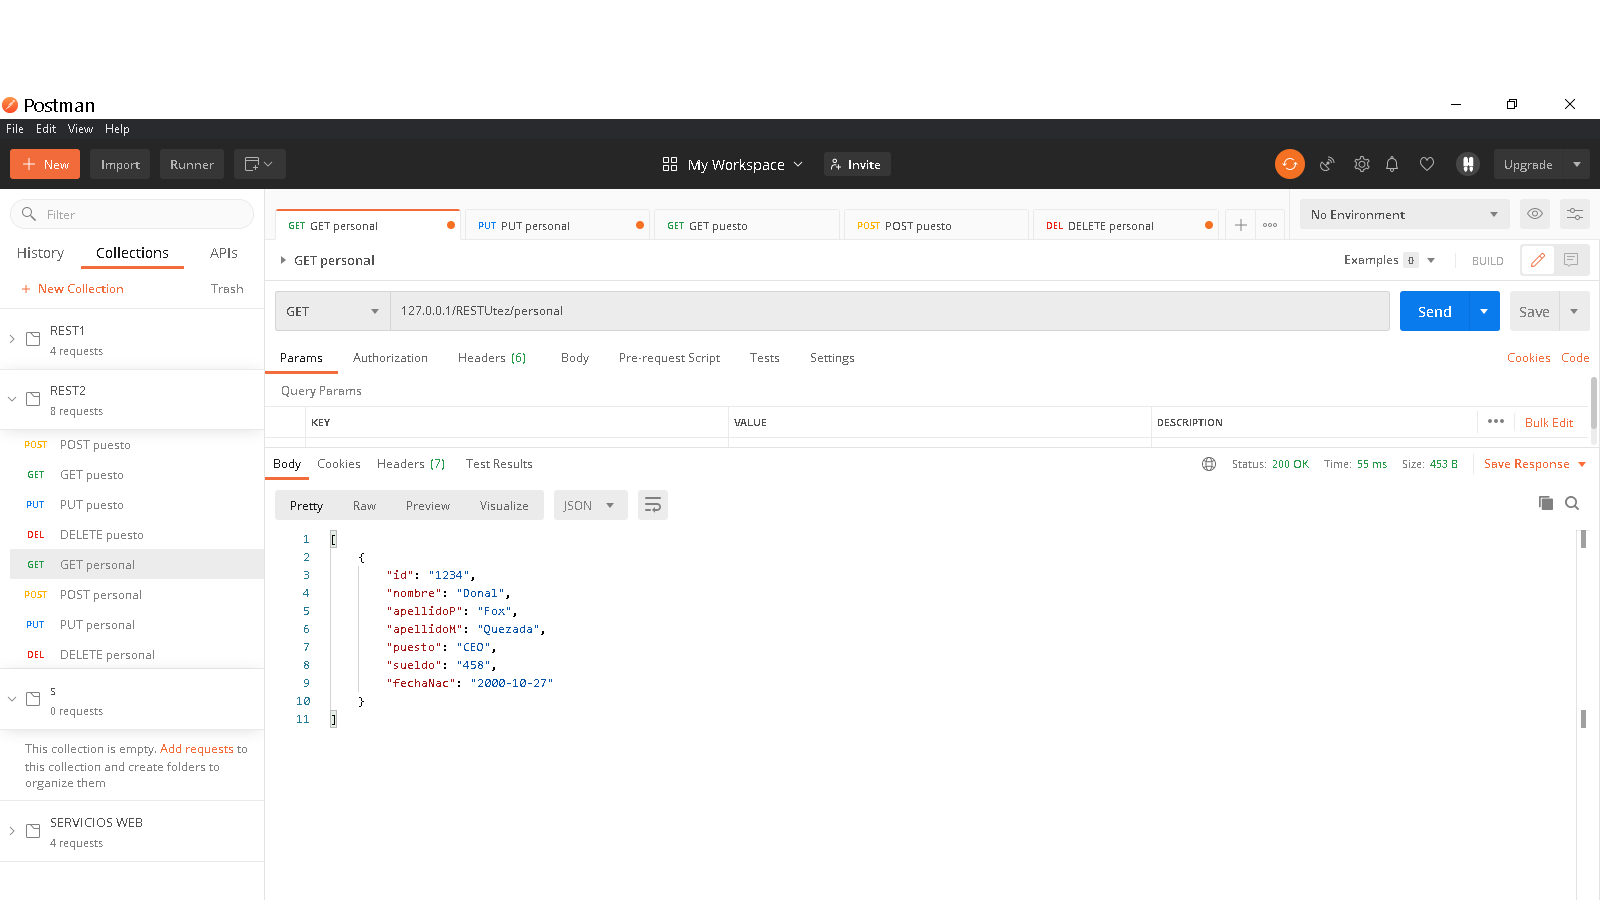 Postman
File Edit View Help
+ New Import Runner My Workspace Invite Upgrade
Filter
History Collections APIs
+ New Collection Trash
REST1
4 requests
REST2
8 requests
POST POST puesto
GET GET puesto
PUT PUT puesto
DEL DELETE puesto
GET GET personal
POST POST personal
PUT PUT personal
DEL DELETE personal
s
0 requests
This collection is empty. Add requests to
this collection and create folders to
organize them
SERVICIOS WEB
4 requests
GET GET personal PUT PUT personal GET GET puesto POST POST puesto DEL DELETE personal + ••• No Environment
GET personal Examples 0 BUILD
GET 127.0.0.1/RESTUtez/personal Send Save
Params Authorization Headers (6) Body Pre-request Script Tests Settings Cookies Code
Query Params
KEY VALUE DESCRIPTION ••• Bulk Edit
Body Cookies Headers (7) Test Results Status: 200 OK Time: 55 ms Size: 453 B Save Response
Pretty Raw Preview Visualize JSON
1 [
2 {
3 "id": "1234",
4 "nombre": "Donal",
5 "apellidoP": "Fox",
6 "apellidoM": "Quezada",
7 "puesto": "CEO",
8 "sueldo": "458",
9 "fechaNac": "2000-10-27"
10 }
11 ]